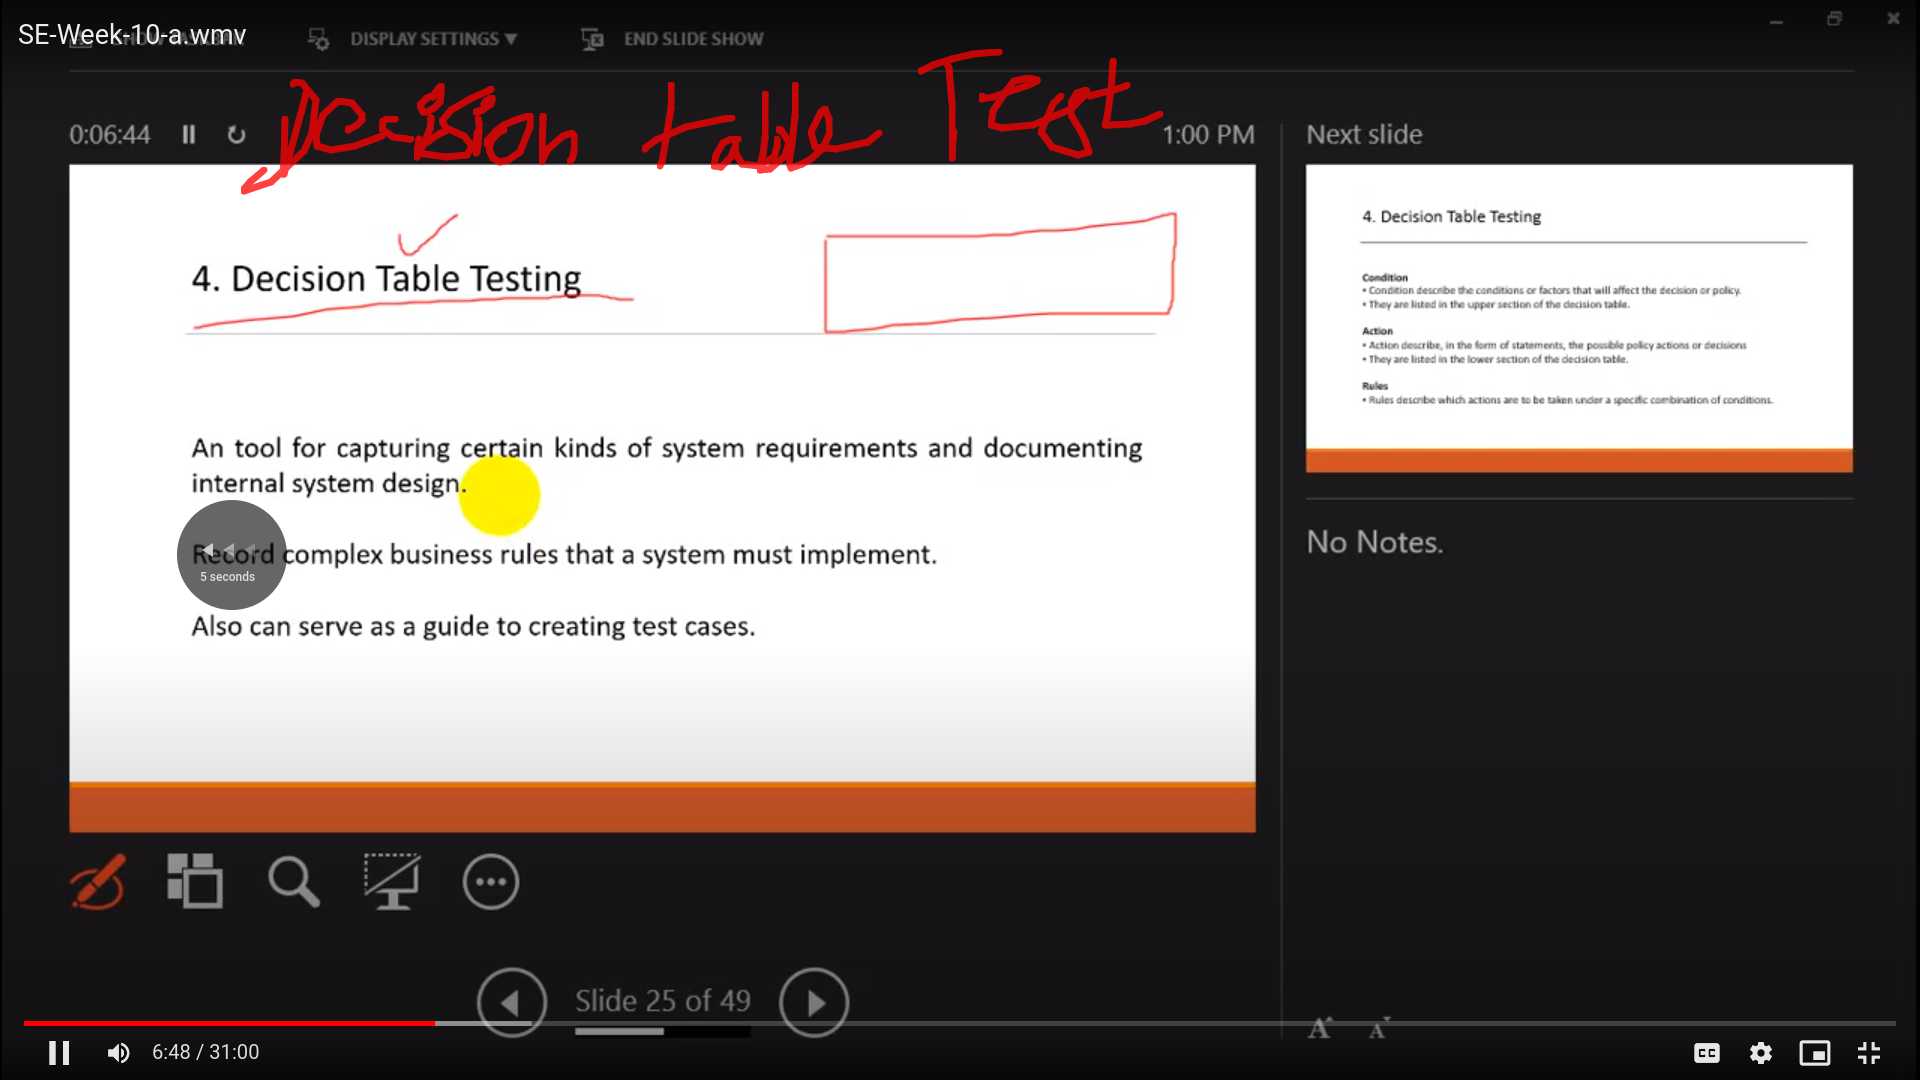 SE-Week-10-a.wmv
DISPLAY SETTINGS ▼
END SLIDE SHOW
Decision table Test
0:06:44
1:00 PM
4. Decision Table Testing
An tool for capturing certain kinds of system requirements and documenting
internal system design.
Record complex business rules that a system must implement.
5 seconds
Also can serve as a guide to creating test cases.
Next slide
4. Decision Table Testing
Condition
• Condition describe the conditions or factors that will affect the decision or policy.
• They are listed in the upper section of the decision table.
Action
• Action describe, in the form of statements, the possible policy actions or decisions
• They are listed in the lower section of the decision table.
Rules
• Rules describe which actions are to be taken under a specific combination of conditions.
No Notes.
Slide 25 of 49
A A
6:48 / 31:00
CC